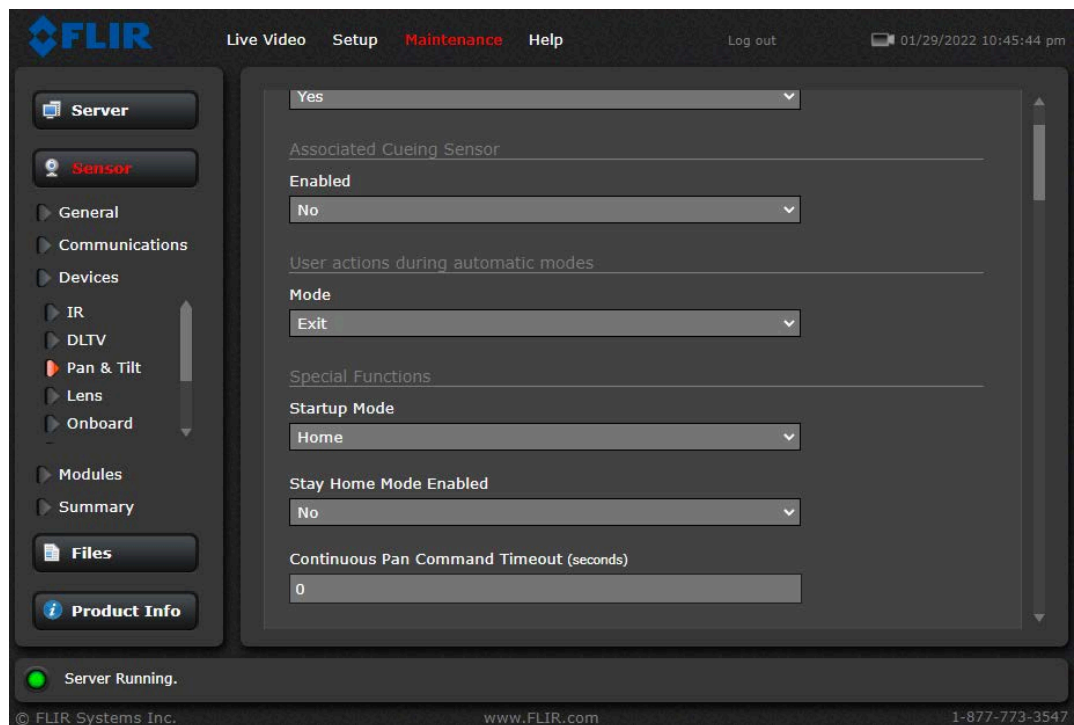 FLIR
Live Video Setup Maintenance Help Log out 01/29/2022 10:45:44 pm
Server
Sensor
General
Communications
Devices
IR
DLTV
Pan & Tilt
Lens
Onboard
Modules
Summary
Files
Product Info
Yes
Associated Cueing Sensor
Enabled
No
User actions during automatic modes
Mode
Exit
Special Functions
Startup Mode
Home
Stay Home Mode Enabled
No
Continuous Pan Command Timeout (seconds)
0
Server Running.
© FLIR Systems Inc. www.FLIR.com 1-877-773-3547